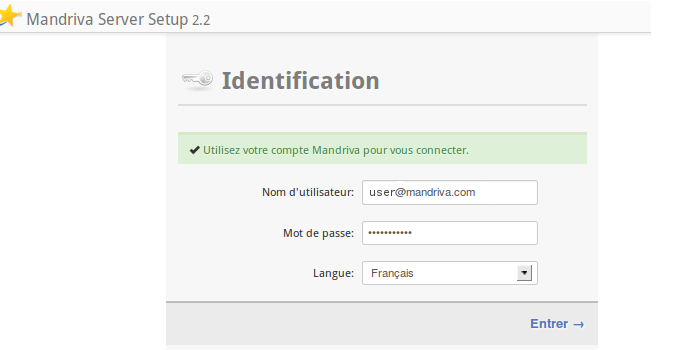 Mandriva Server Setup 2.2
Identification
✔ Utilisez votre compte Mandriva pour vous connecter.
Nom d'utilisateur: user@mandriva.com
Mot de passe: •••••••••••
Langue: Français
Entrer →